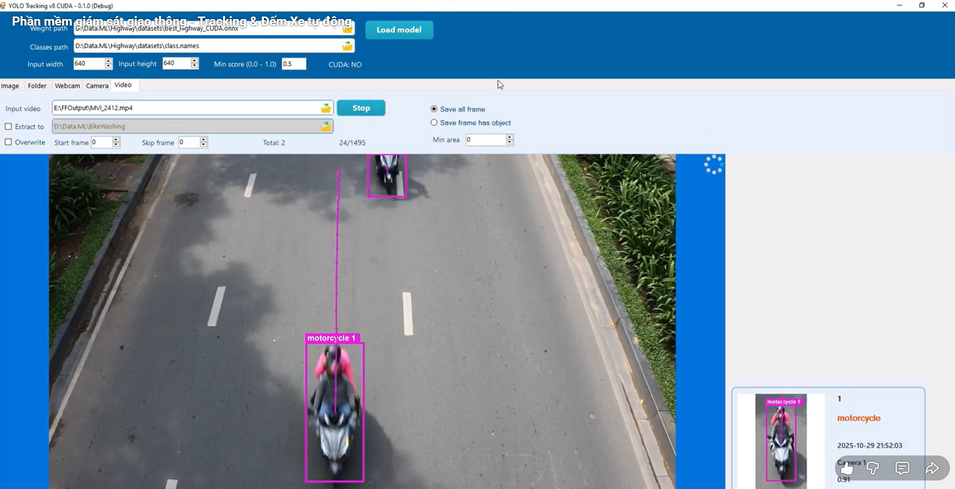 YOLO Tracking v8 CUDA - 0.1.0 (Debug)
Phần mềm giám sát giao thông - Tracking & Đếm Xe tự động
Weight path D:\Data.ML\Highway\datasets\best_highway_CUDA.onnx Load model
Classes path D:\Data.ML\Highway\datasets\class.names
Input width 640 Input height 640 Min score (0.0 - 1.0) 0.5 CUDA: NO
Image Folder Webcam Camera Video
Input video E:\FFOutput\MVI_2412.mp4 Stop Save all frame
Extract to D:\Data.ML\BikeWashing Save frame has object
Overwrite Start frame 0 Skip frame 0 Total: 2 24/1495 Min area 0
motorcycle 1
1
motorcycle 1
motorcycle
2025-10-29 21:52:03
Camera 1
0.91